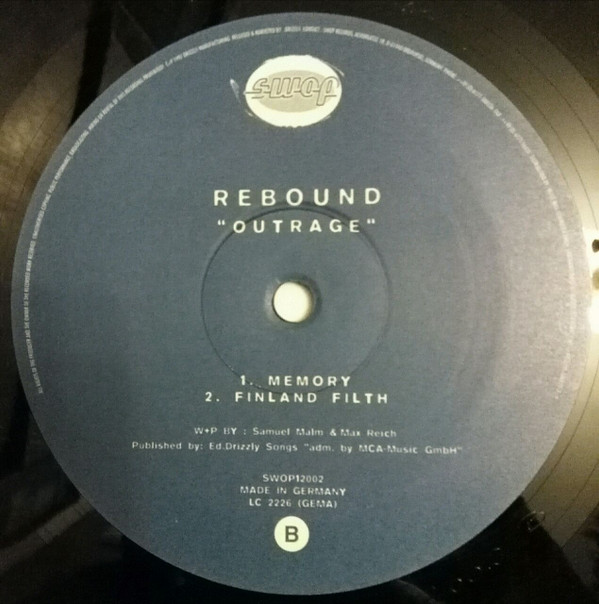 swop
REBOUND
"OUTRAGE"
1. MEMORY
2. FINLAND FILTH
W+P BY : Samuel Malm & Max Reich
Published by: Ed.Drizzly Songs "adm. by MCA-Music GmbH"
SWOP12002
MADE IN GERMANY
LC 2226 (GEMA)
B